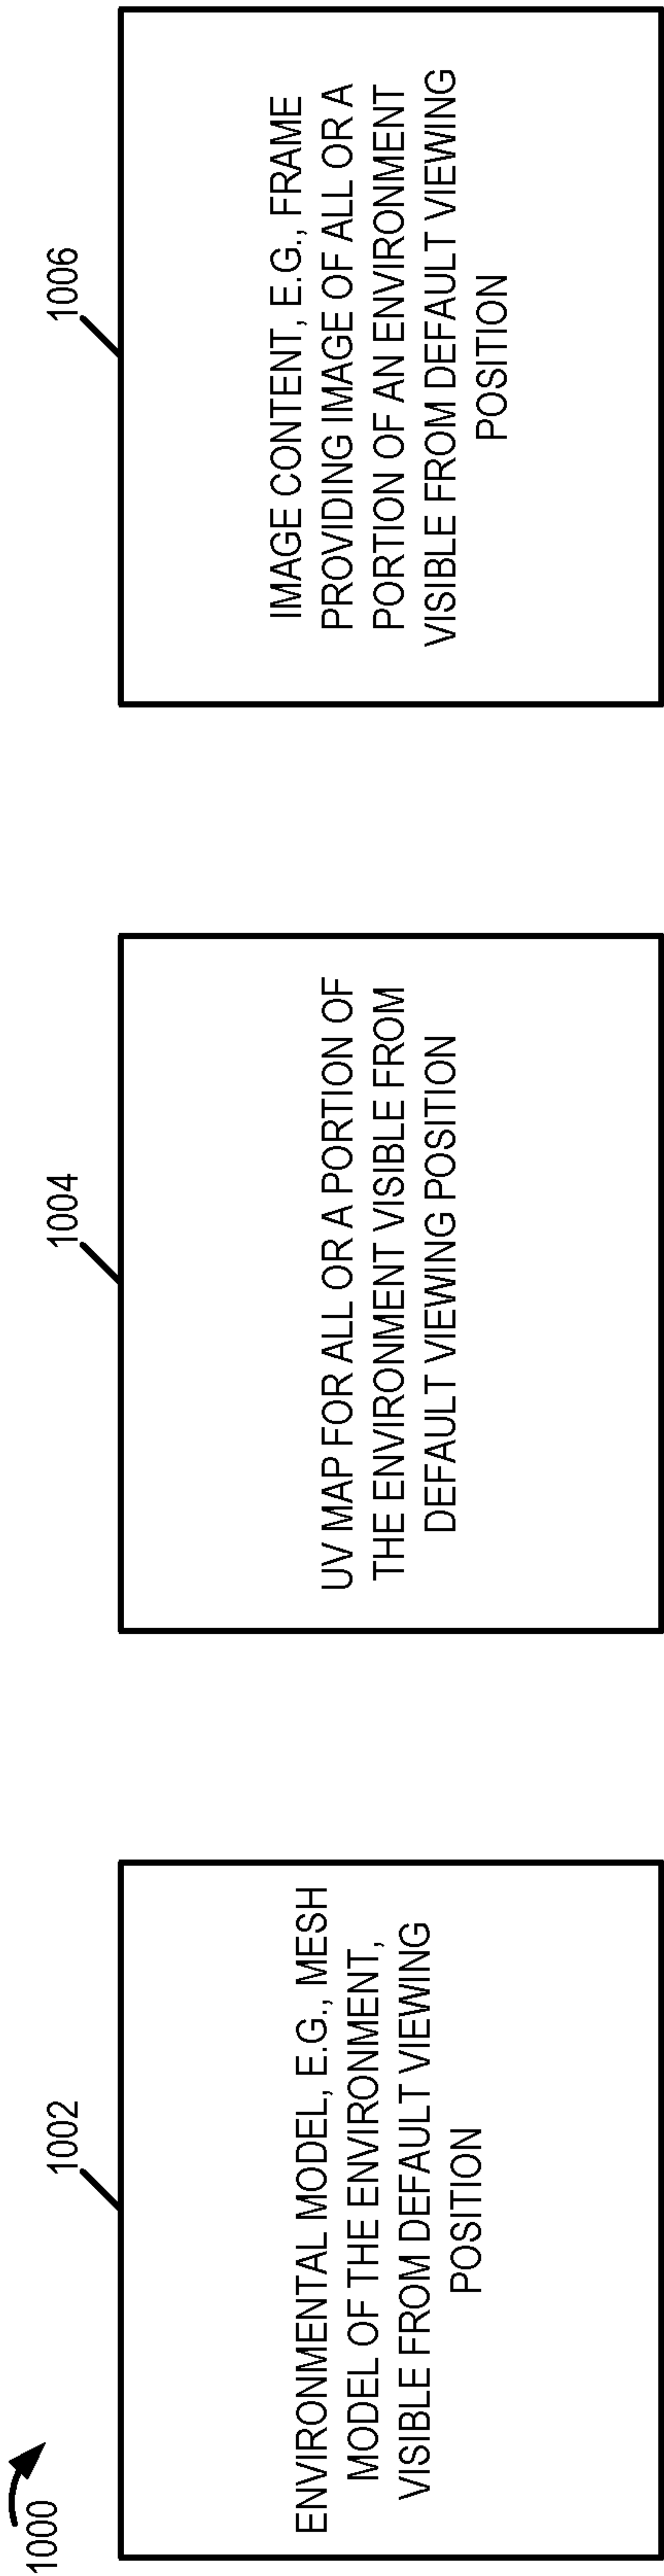 1000
1002
ENVIRONMENTAL MODEL, E.G., MESH
MODEL OF THE ENVIRONMENT,
VISIBLE FROM DEFAULT VIEWING
POSITION
1004
UV MAP FOR ALL OR A PORTION OF
THE ENVIRONMENT VISIBLE FROM
DEFAULT VIEWING POSITION
1006
IMAGE CONTENT, E.G., FRAME
PROVIDING IMAGE OF ALL OR A
PORTION OF AN ENVIRONMENT
VISIBLE FROM DEFAULT VIEWING
POSITION